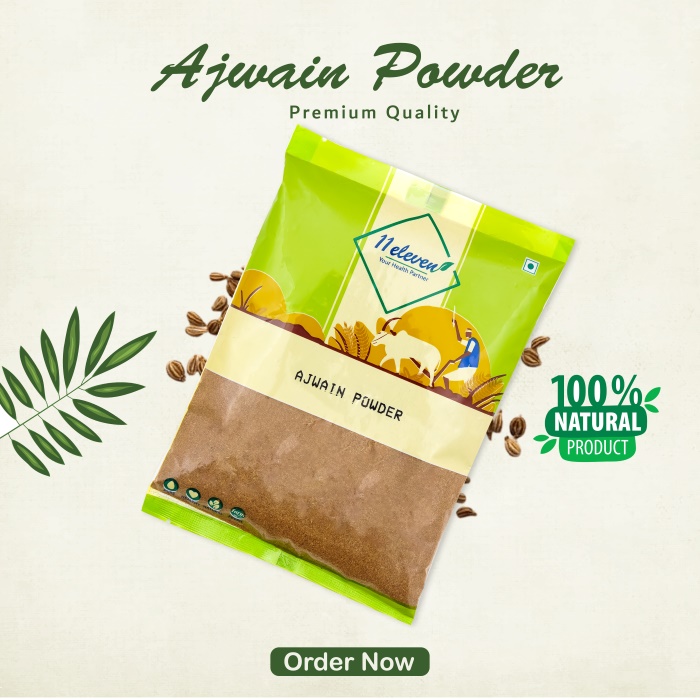 Ajwain Powder
Premium Quality
11eleven
Your Health Partner
AJWAIN POWDER
100%
NATURAL
PRODUCT
Order Now